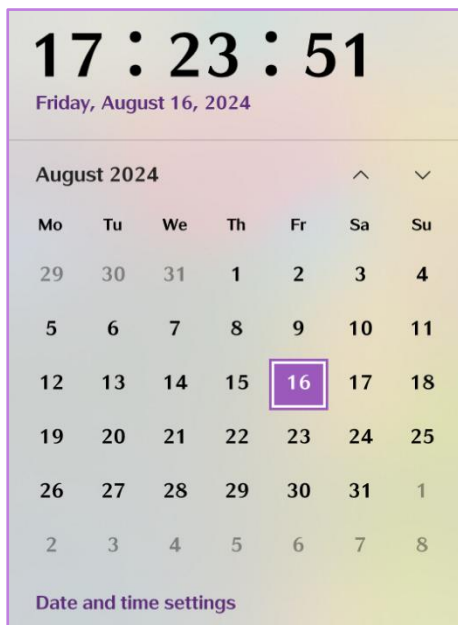 17 : 23 : 51
Friday, August 16, 2024
August 2024
Mo Tu We Th Fr Sa Su
29 30 31 1 2 3 4
5 6 7 8 9 10 11
12 13 14 15 16 17 18
19 20 21 22 23 24 25
26 27 28 29 30 31 1
2 3 4 5 6 7 8
Date and time settings